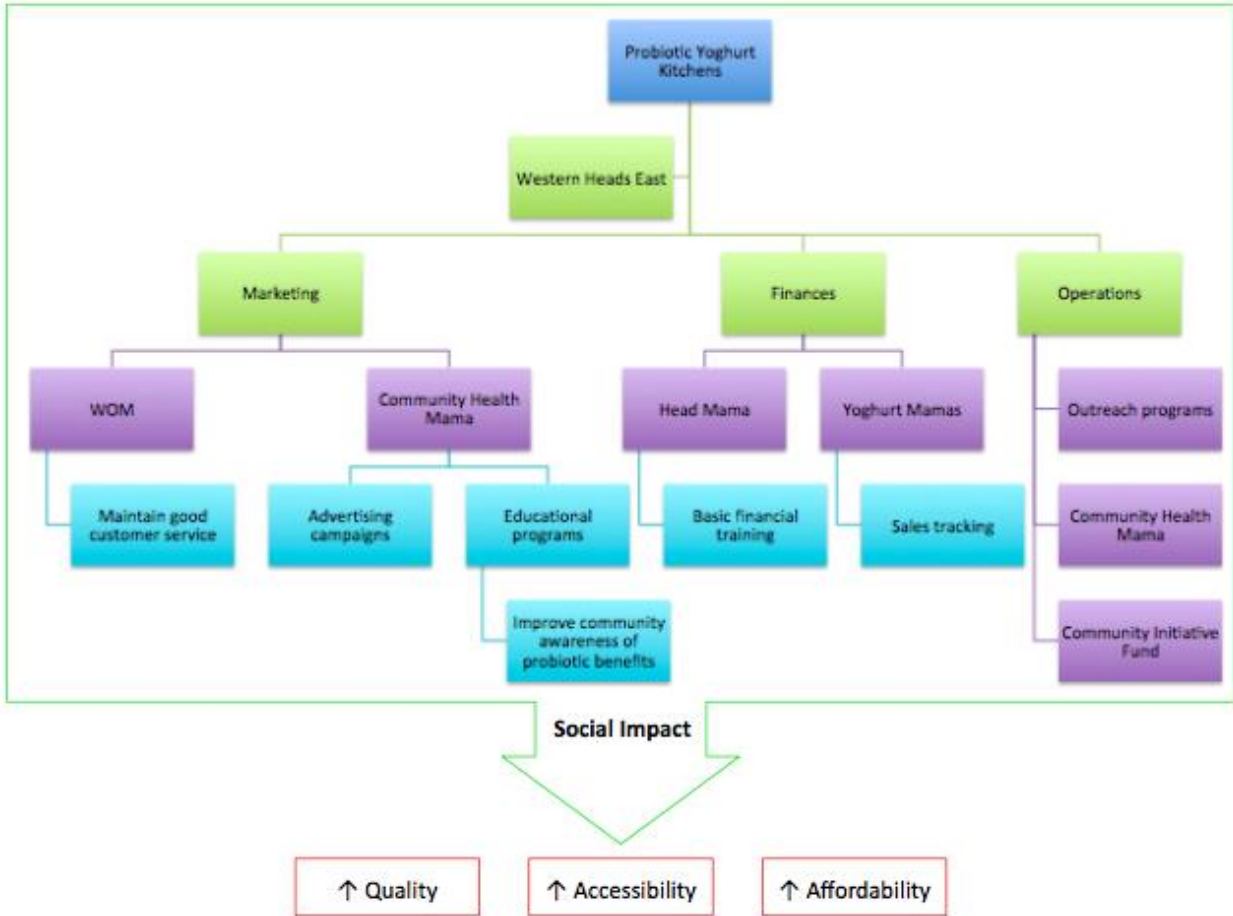 Probiotic Yoghurt
Kitchens
Western Heads East
Marketing
Finances
Operations
WOM
Community Health
Mama
Head Mama
Yoghurt Mamas
Outreach programs
Maintain good
customer service
Advertising
campaigns
Educational
programs
Basic financial
training
Sales tracking
Community Health
Mama
Improve community
awareness of
probiotic benefits
Community Initiative
Fund
Social Impact
↑ Quality
↑ Accessibility
↑ Affordability